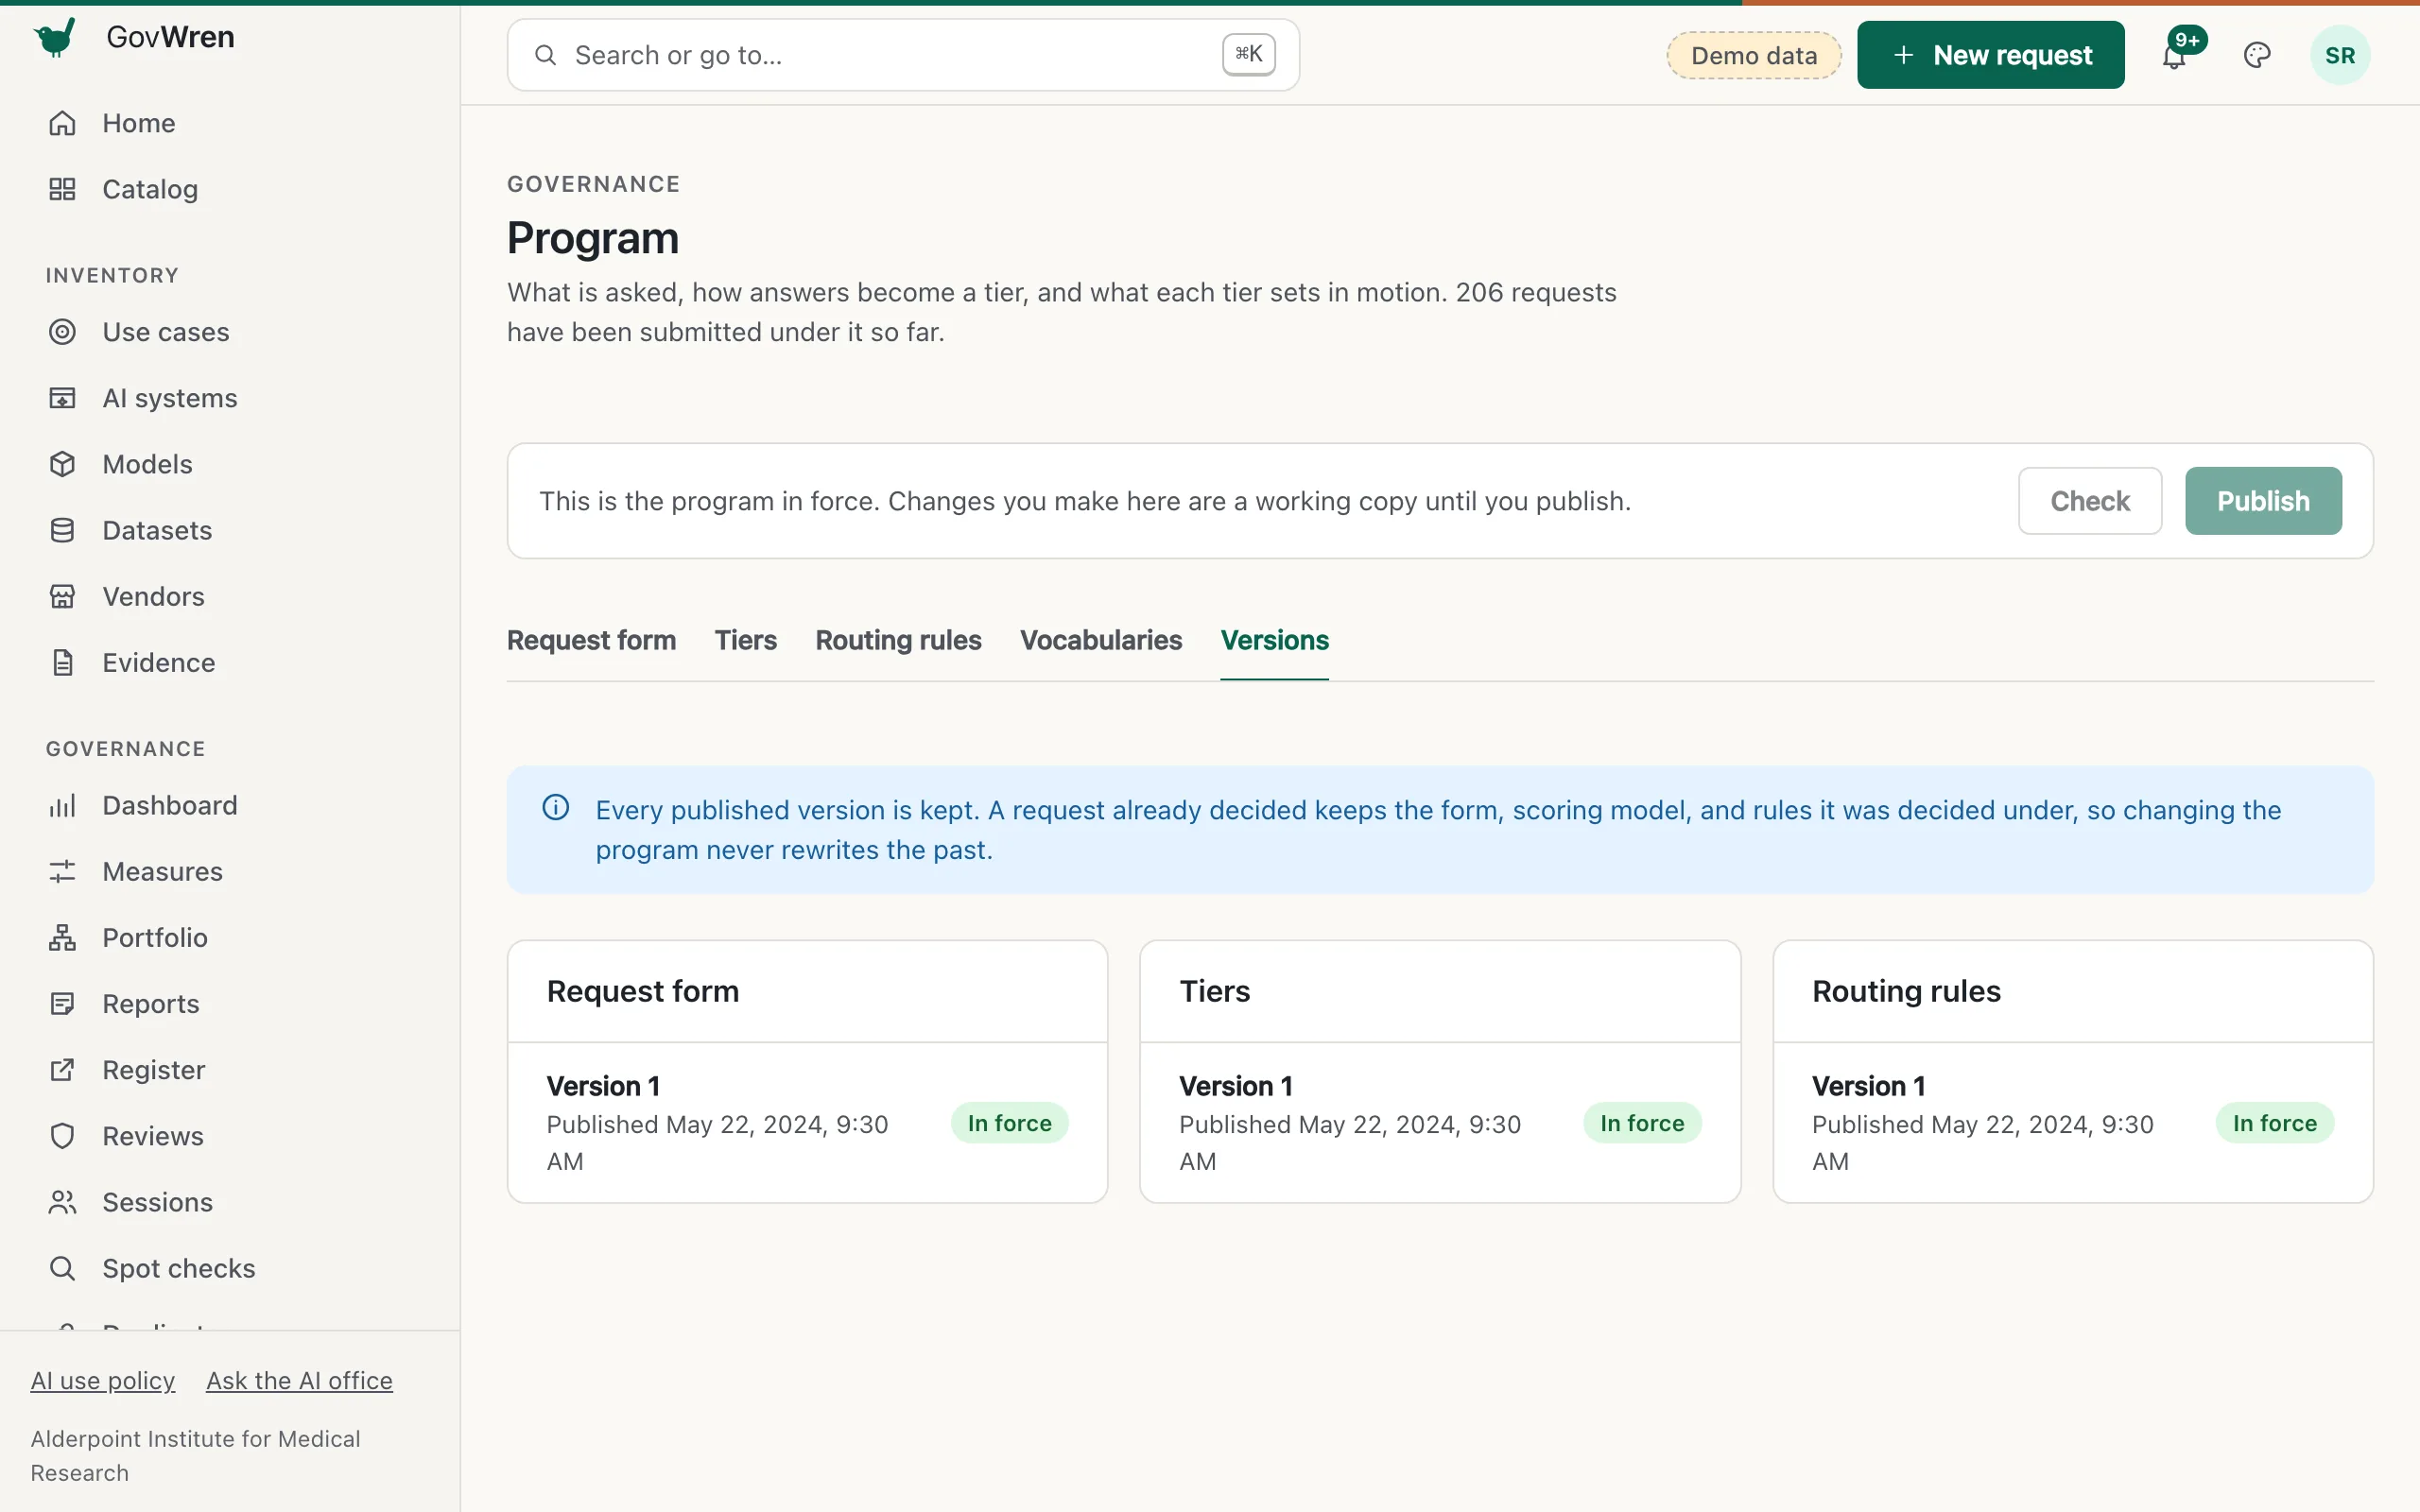 GovWren
Search or go to...
⌘K
Demo data
+ New request
9+
SR
Home
Catalog
INVENTORY
Use cases
AI systems
Models
Datasets
Vendors
Evidence
GOVERNANCE
Dashboard
Measures
Portfolio
Reports
Register
Reviews
Sessions
Spot checks
AI use policy
Ask the AI office
Alderpoint Institute for Medical
Research
GOVERNANCE
Program
What is asked, how answers become a tier, and what each tier sets in motion. 206 requests
have been submitted under it so far.
This is the program in force. Changes you make here are a working copy until you publish.
Check
Publish
Request form
Tiers
Routing rules
Vocabularies
Versions
Every published version is kept. A request already decided keeps the form, scoring model, and rules it was decided under, so changing the
program never rewrites the past.
Request form
Version 1
Published May 22, 2024, 9:30
AM
In force
Tiers
Version 1
Published May 22, 2024, 9:30
AM
In force
Routing rules
Version 1
Published May 22, 2024, 9:30
AM
In force